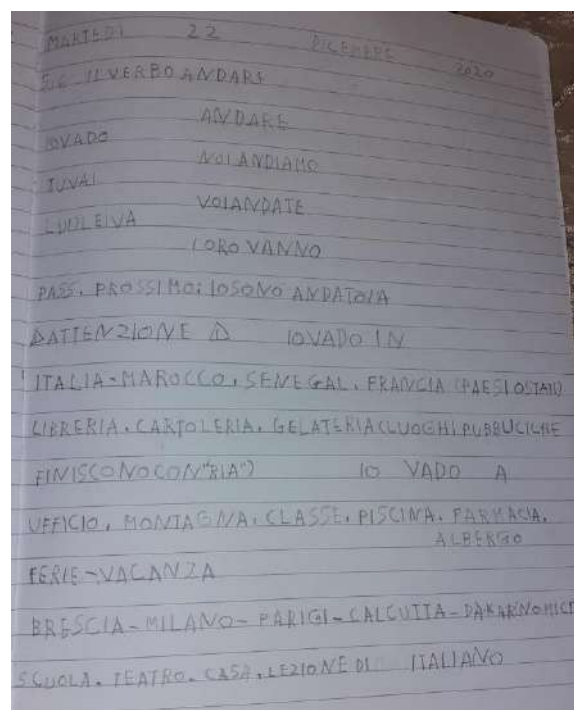 MARTEDÌ 22 DICEMBRE 2020
IL VERBO ANDARE
ANDARE
IO VADO
NOI ANDIAMO
TU VAI
VOI ANDATE
LUI/LEI VA
LORO VANNO
PASS. PROSSIMO: IO SONO ANDATO/A
ATTENZIONE IO VADO IN
ITALIA-MAROCCO, SENEGAL, FRANCIA (PAESI O STATI)
LIBRERIA, CARTOLERIA, GELATERIA (LUOGHI PUBBLICI CHE
FINISCONO CON "RIA") IO VADO A
UFFICIO, MONTAGNA, CLASSE, PISCINA, FARMACIA,
ALBERGO
FERIE-VACANZA
BRESCIA-MILANO-PARIGI-CALCUTTA-DAKAR
SCUOLA, TEATRO, CASA, LEZIONE DI ITALIANO